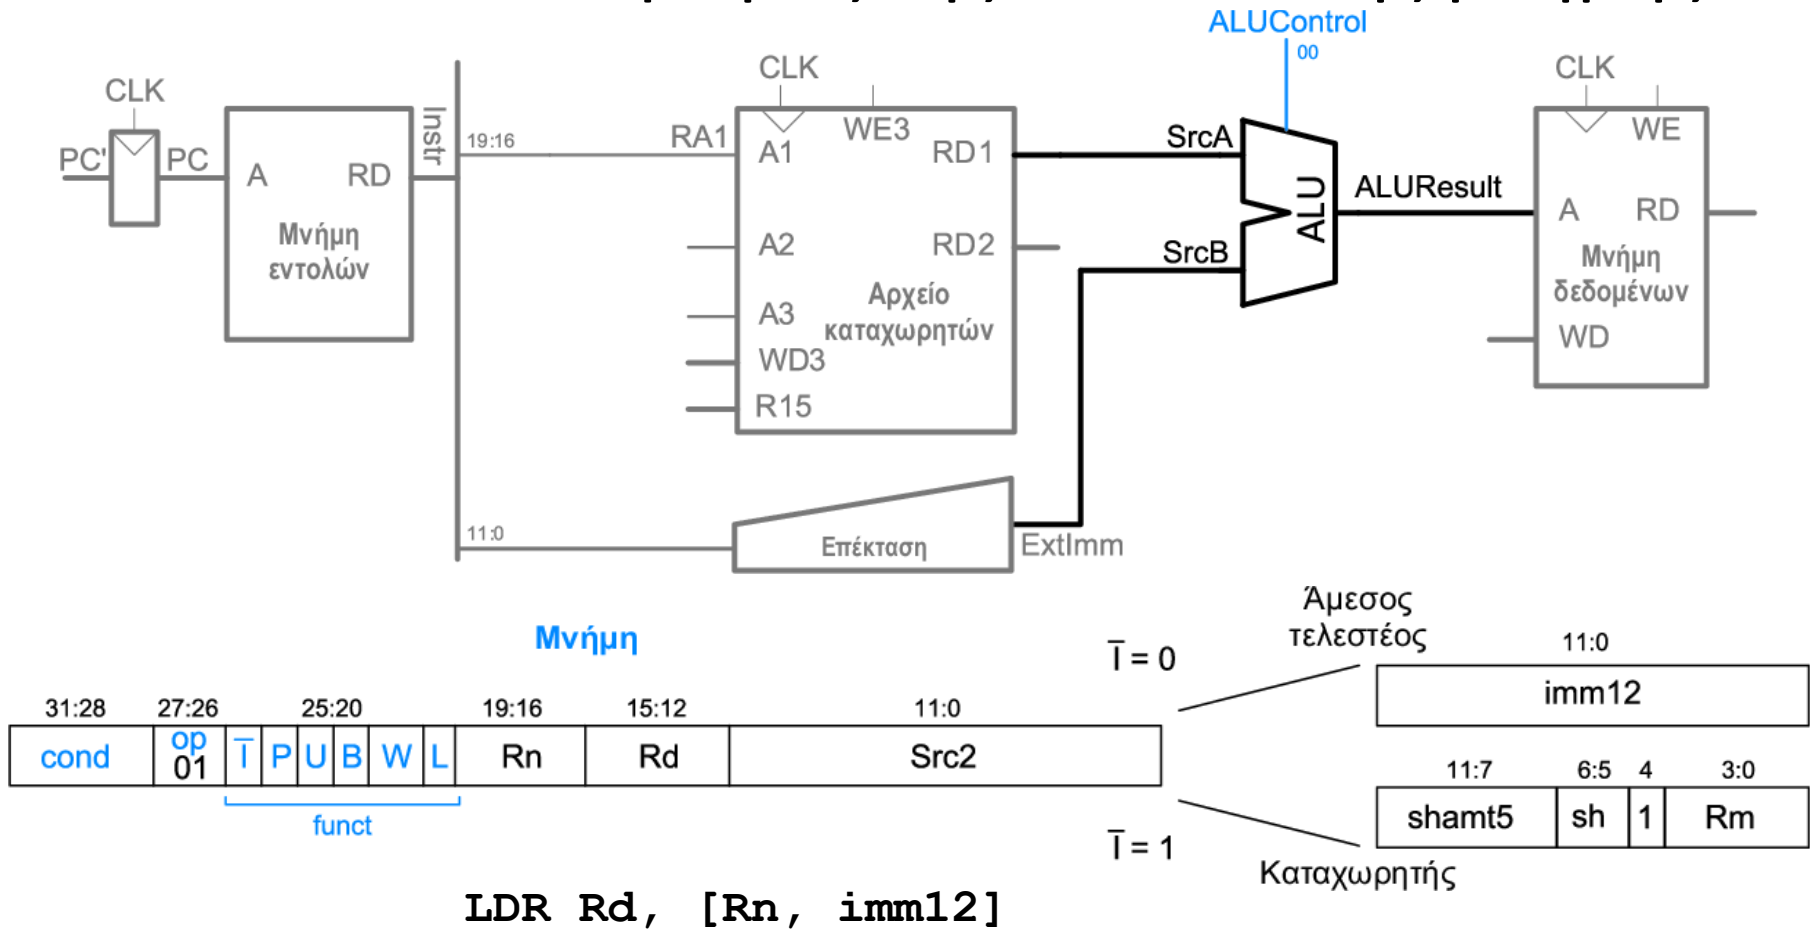 ALUControl
00
CLK
CLK
CLK
PC'
PC
A
RD
Μνήμη
εντολών
Instr
19:16
RA1
A1
WE3
RD1
A2
RD2
A3
Αρχείο
καταχωρητών
WD3
R15
SrcA
SrcB
ALU
ALUResult
WE
A
RD
Μνήμη
δεδομένων
WD
11:0
Επέκταση
ExtImm
Μνήμη
31:28 27:26 25:20 19:16 15:12 11:0
cond op 01 I̅ P U B W L Rn Rd Src2
funct
I̅ = 0
Άμεσος
τελεστέος
11:0
imm12
I̅ = 1
Καταχωρητής
11:7 6:5 4 3:0
shamt5 sh 1 Rm
LDR Rd, [Rn, imm12]